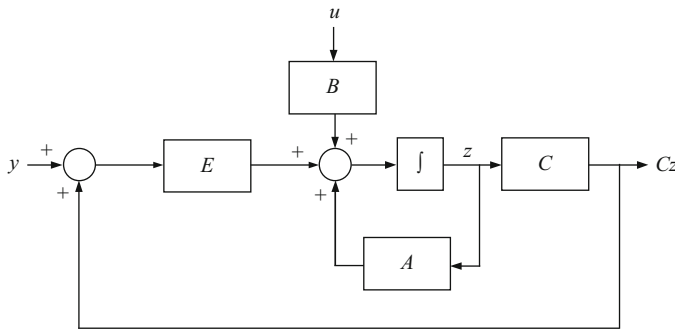 u
B
+ + +
y E ∫ z C Cz
+ +
A